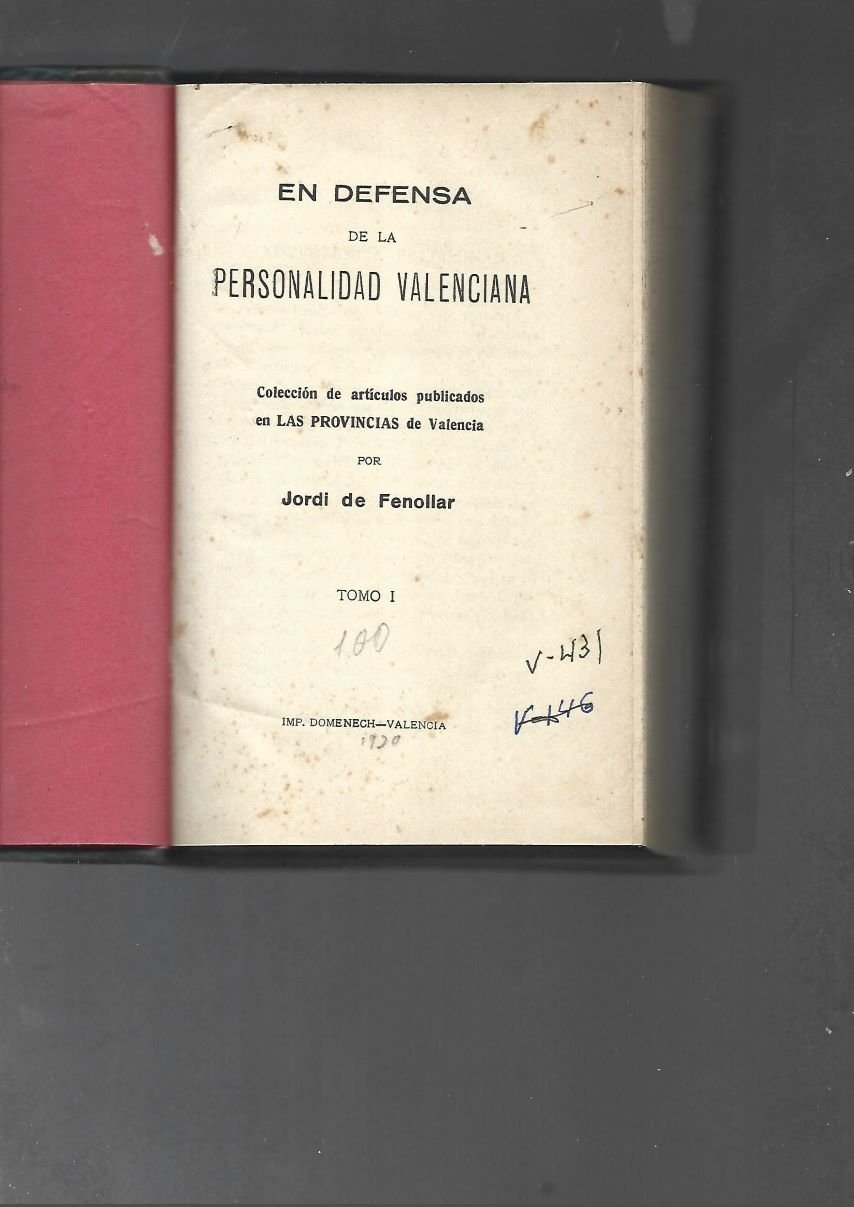 EN DEFENSA
DE LA
PERSONALIDAD VALENCIANA
Colección de artículos publicados
en LAS PROVINCIAS de Valencia
POR
Jordi de Fenollar
TOMO I
100
V-431
V-146
IMP. DOMENECH—VALENCIA
1920